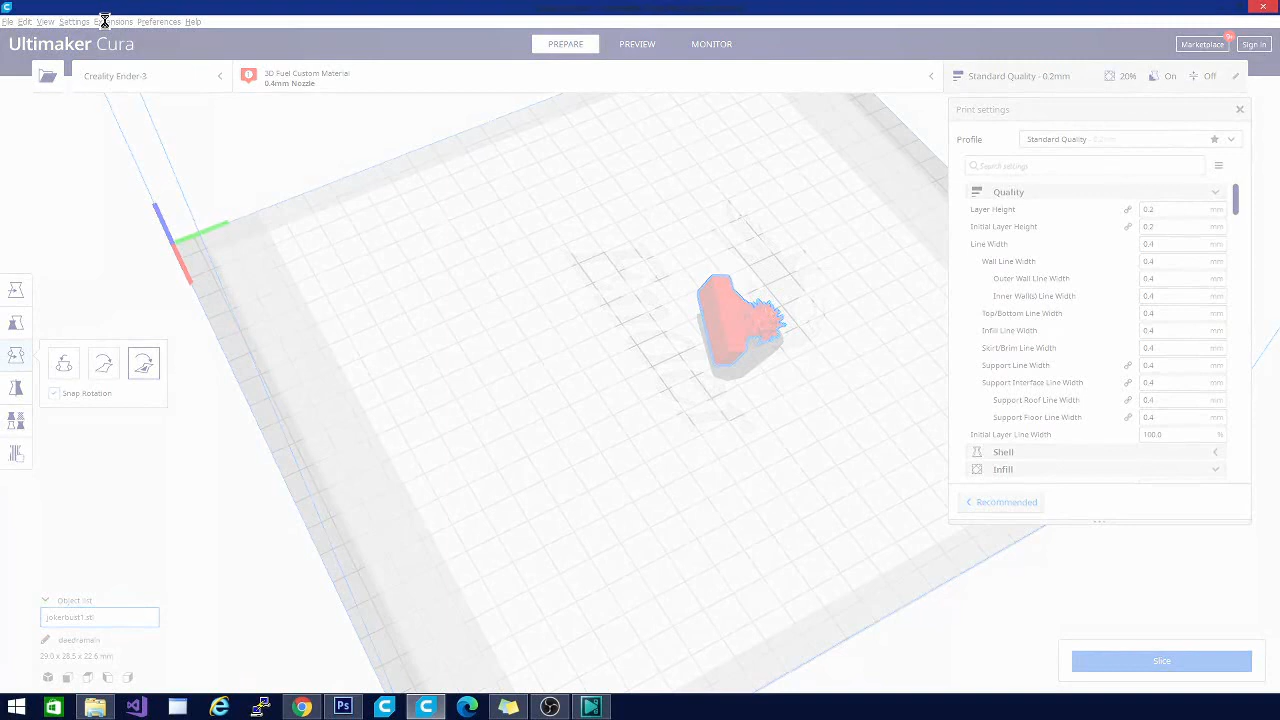 File Edit View Settings Extensions Preferences Help
Ultimaker Cura
PREPARE
PREVIEW
MONITOR
Marketplace
Sign in
Creality Ender-3
3D Fuel Custom Material
0.4mm Nozzle
Standard Quality - 0.2mm
20%
On
Off
Print settings
Profile
Standard Quality - 0.2mm
Search settings
Quality
Layer Height 0.2 mm
Initial Layer Height 0.2 mm
Line Width 0.4 mm
Wall Line Width 0.4 mm
Outer Wall Line Width 0.4 mm
Inner Wall(s) Line Width 0.4 mm
Top/Bottom Line Width 0.4 mm
Infill Line Width 0.4 mm
Skirt/Brim Line Width 0.4 mm
Support Line Width 0.4 mm
Support Interface Line Width 0.4 mm
Support Roof Line Width 0.4 mm
Support Floor Line Width 0.4 mm
Initial Layer Line Width 100.0 %
Shell
Infill
Recommended
Snap Rotation
Object list
jokerbust1.stl
daedramain
29.0 x 28.5 x 22.6 mm
Slice